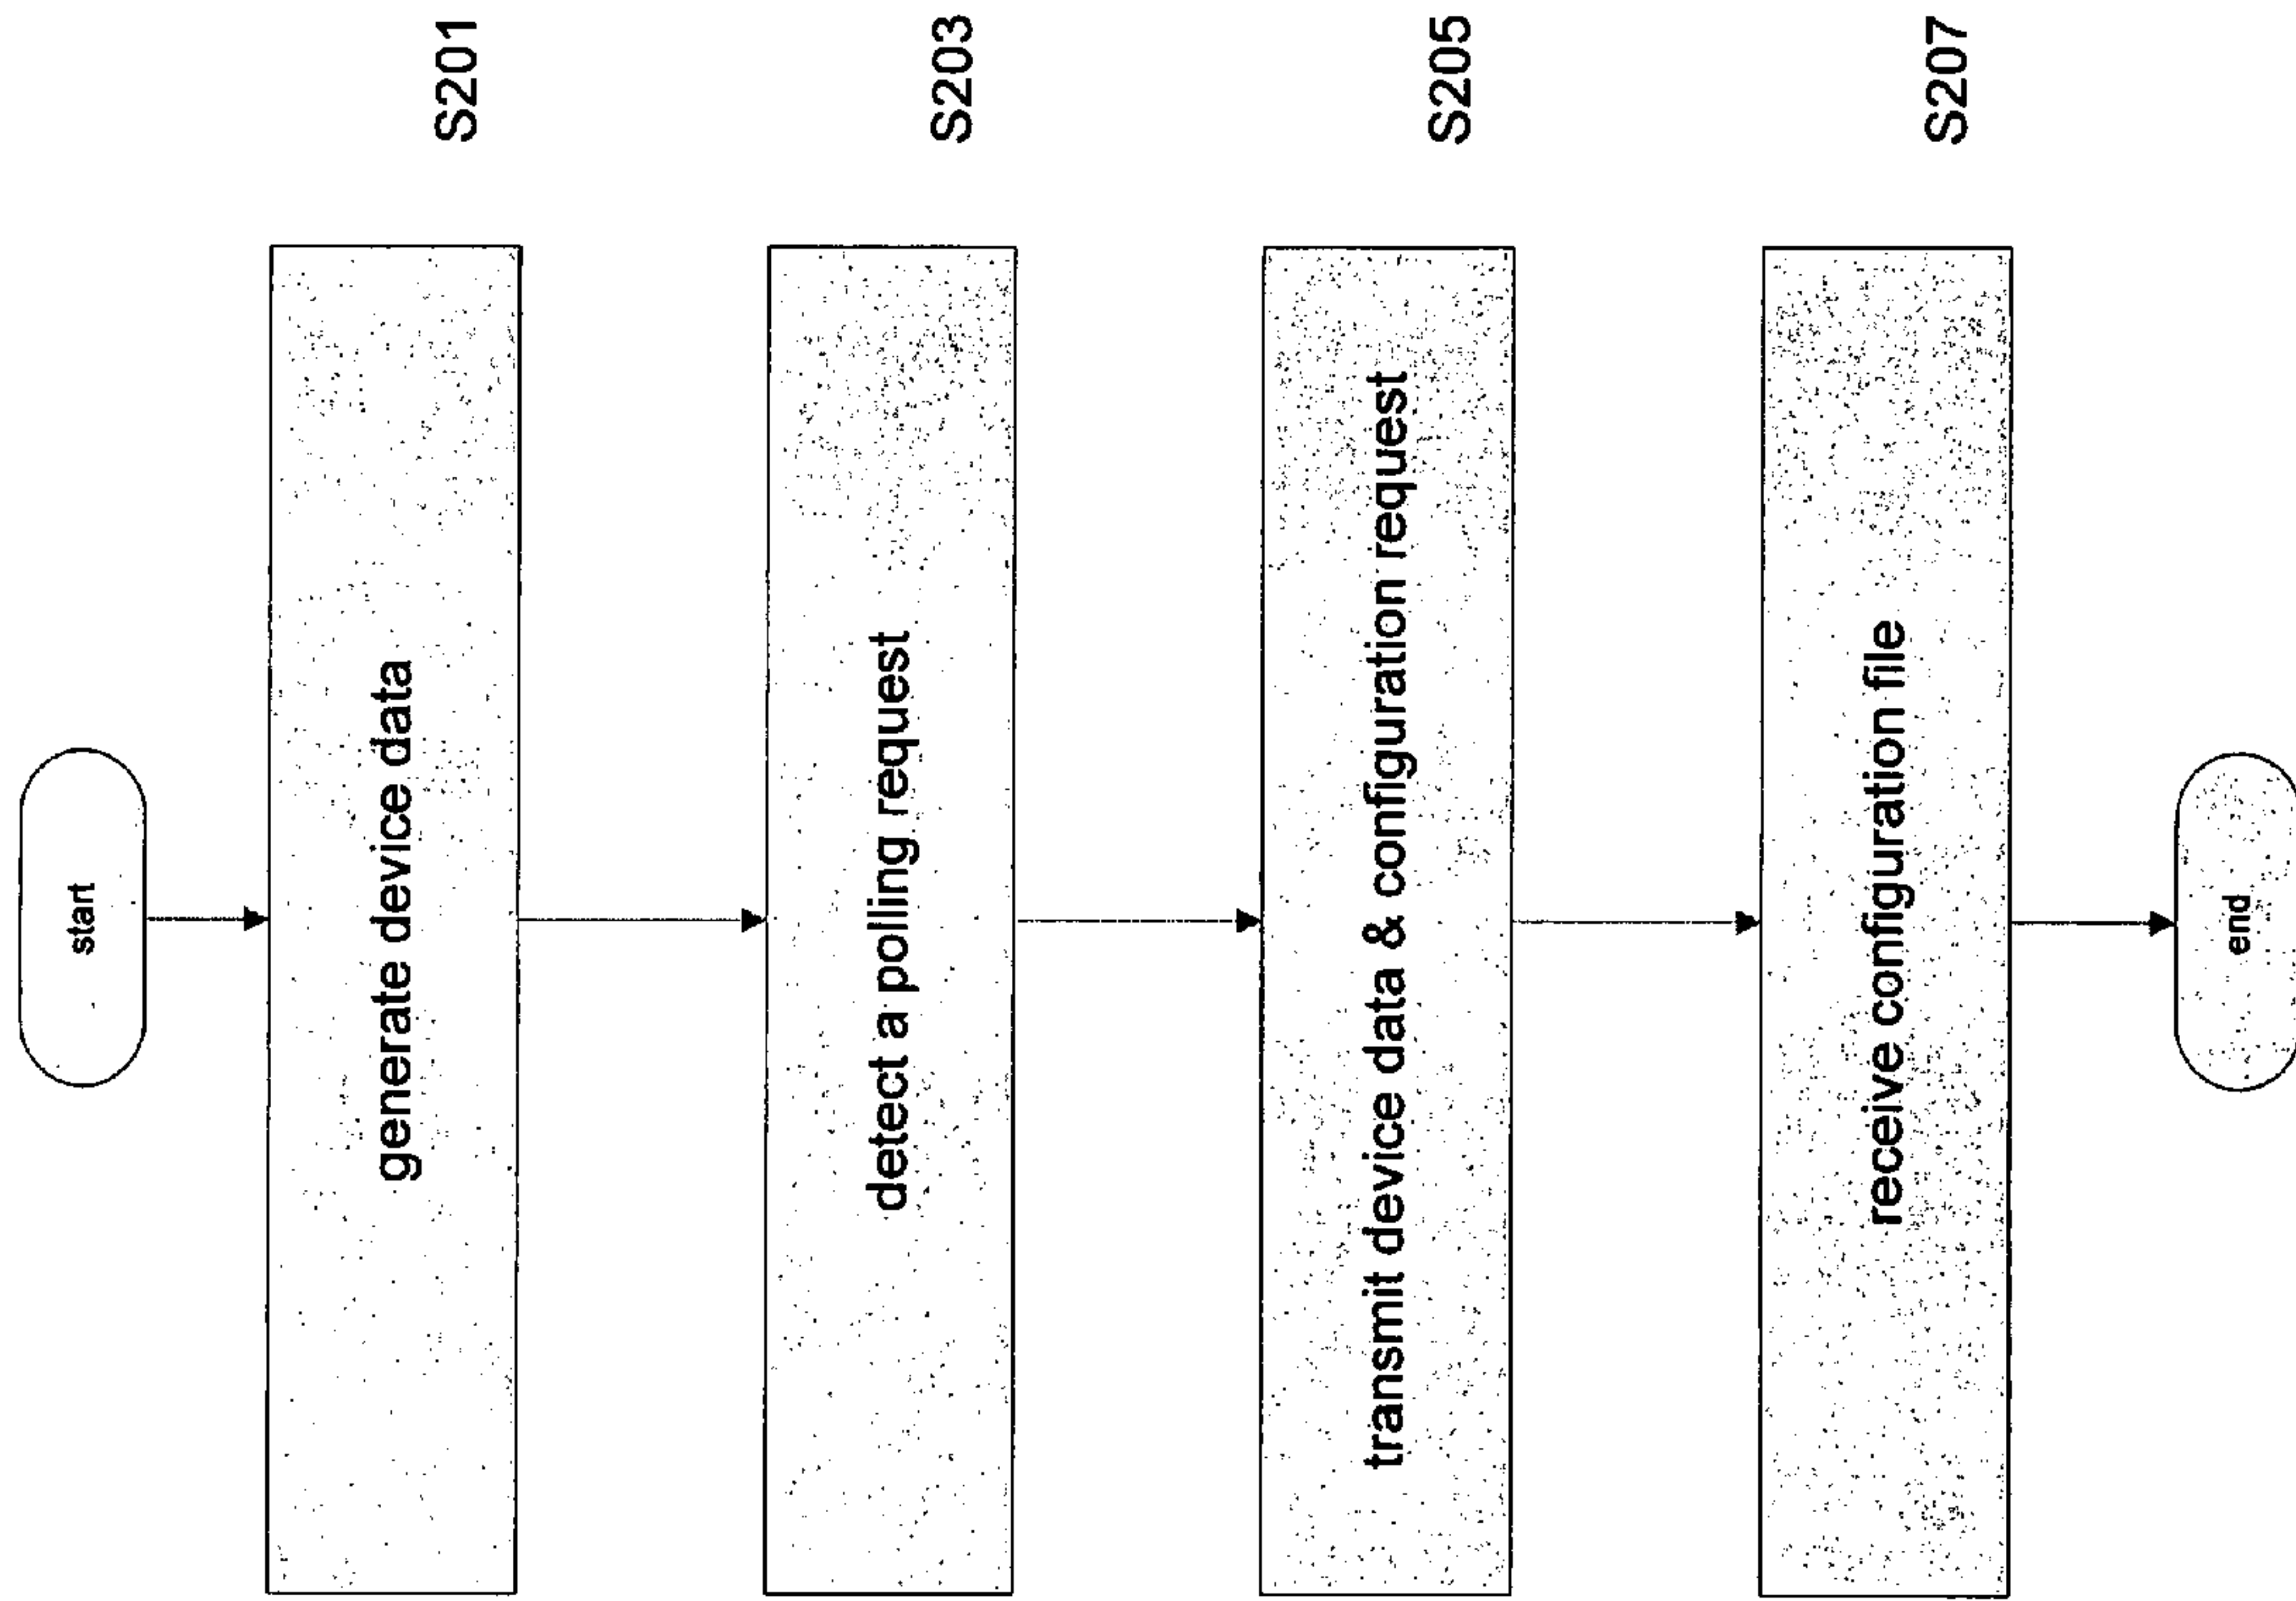 start
generate device data
S201
detect a polling request
S203
transmit device data & configuration request
S205
receive configuration file
S207
end